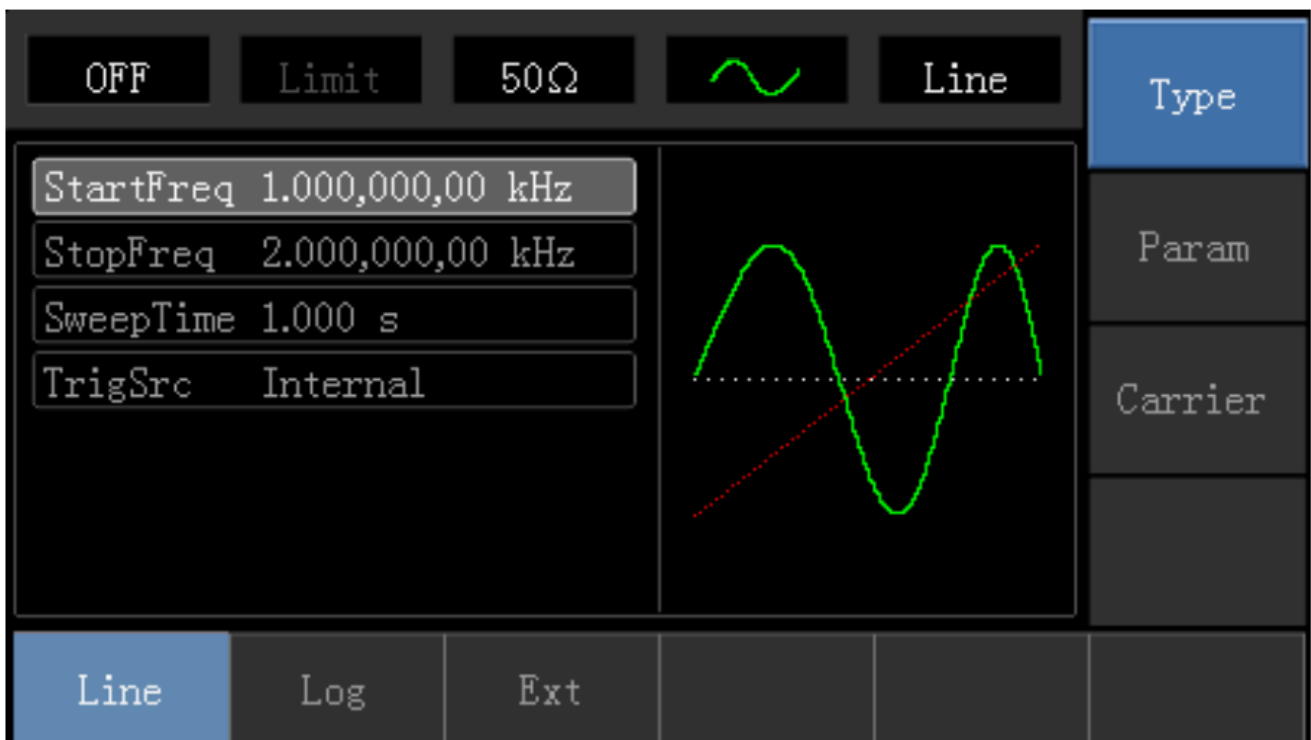 OFF Limit 50Ω Line
Type
StartFreq 1.000,000,00 kHz
StopFreq 2.000,000,00 kHz
SweepTime 1.000 s
TrigSrc Internal
Param
Carrier
Line Log Ext